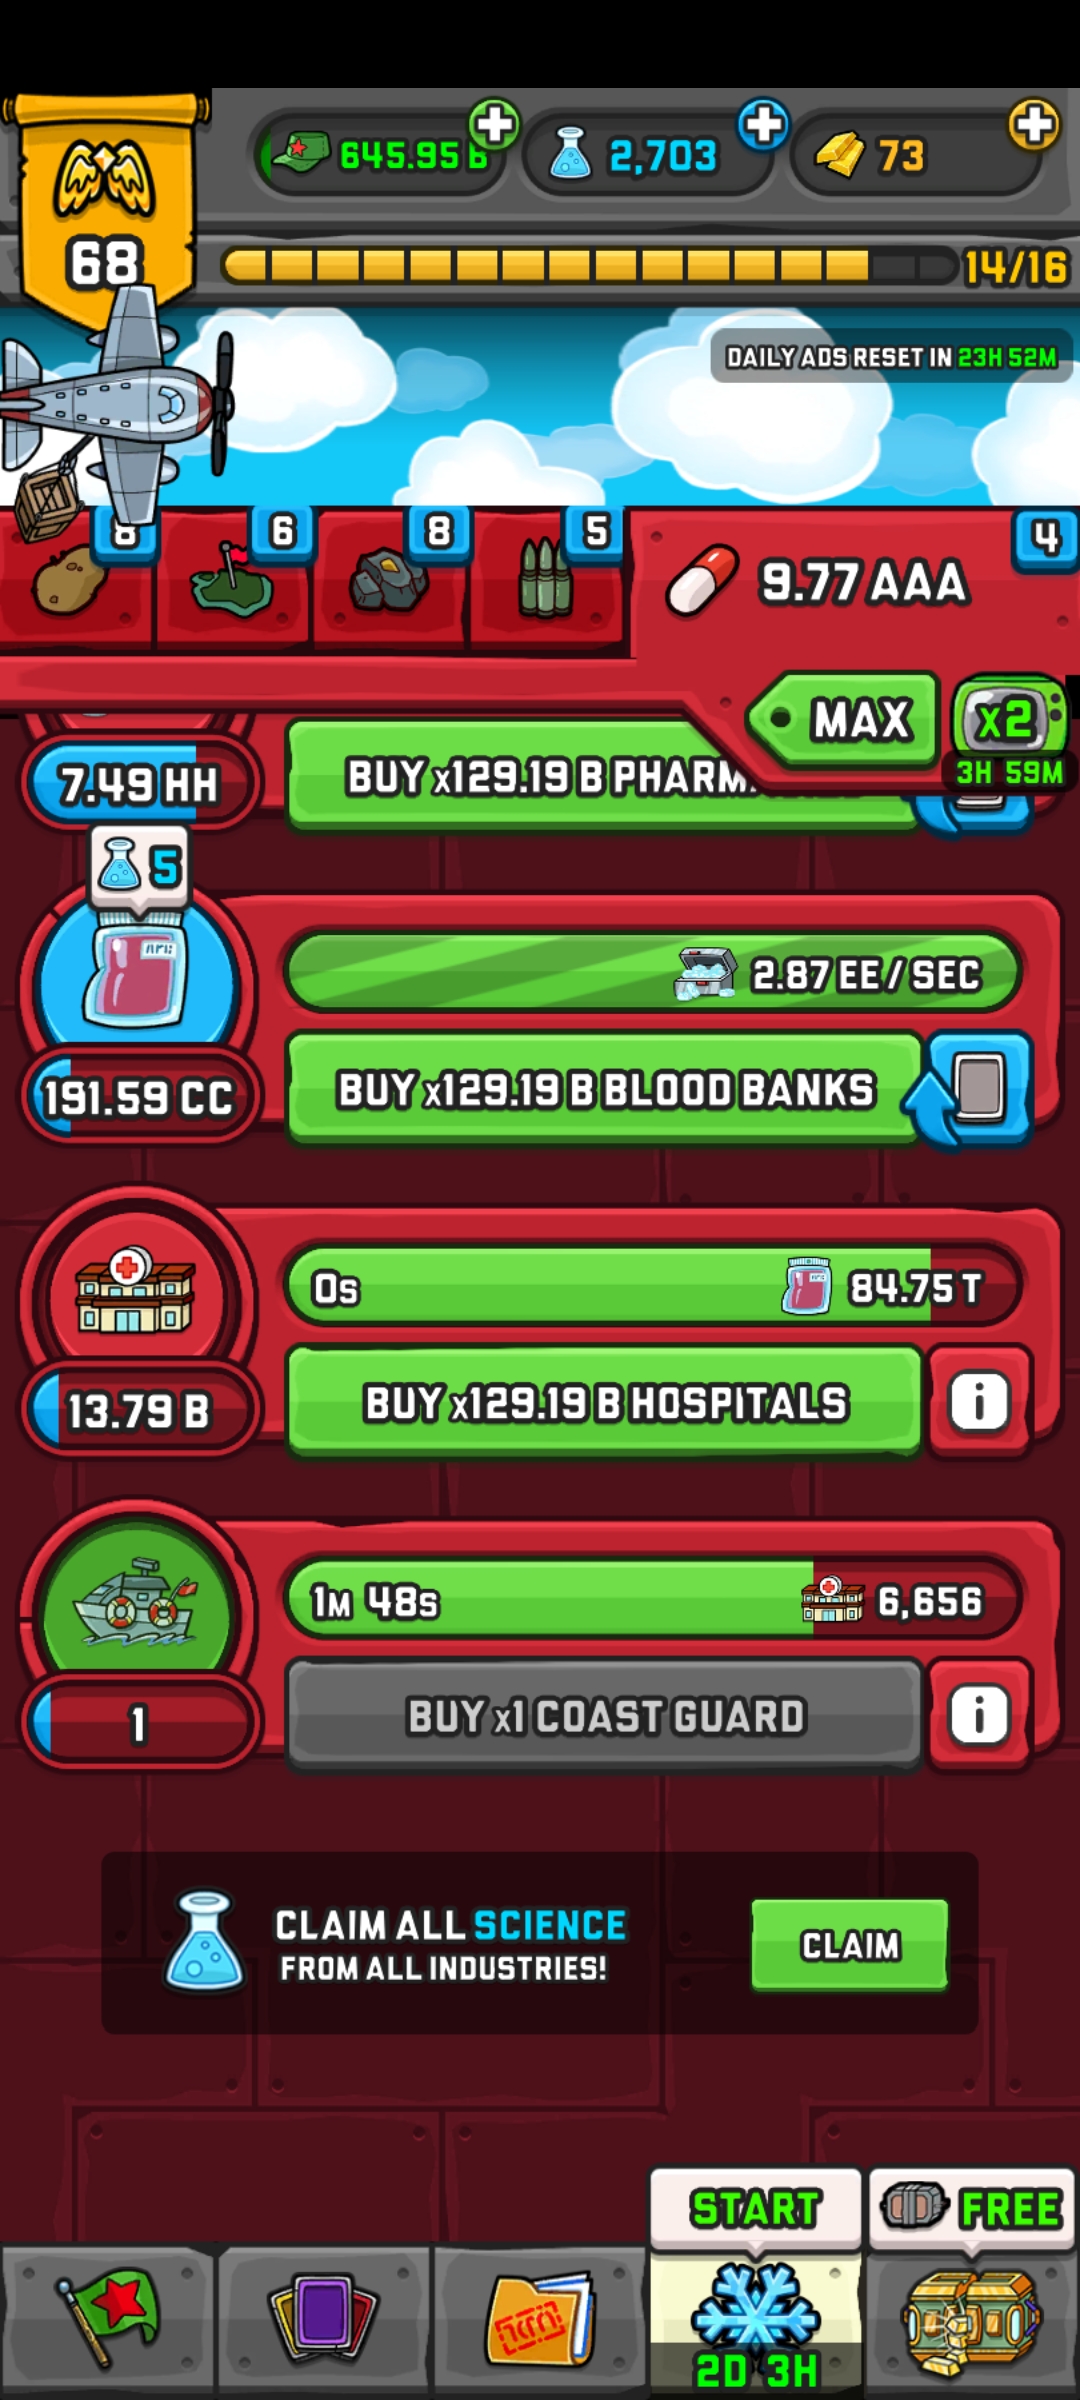 645.95 B
2,703
73
68
14/16
DAILY ADS RESET IN 23H 52M
8
6
8
5
4
9.77 AAA
MAX
x2
3H 59M
7.49 HH
BUY x129.19 B PHARM
5
2.87 EE / SEC
191.59 CC
BUY x129.19 B BLOOD BANKS
0s
84.75 T
13.79 B
BUY x129.19 B HOSPITALS
i
1M 48s
6,656
1
BUY x1 COAST GUARD
i
CLAIM ALL SCIENCE
FROM ALL INDUSTRIES!
CLAIM
START
FREE
2D 3H